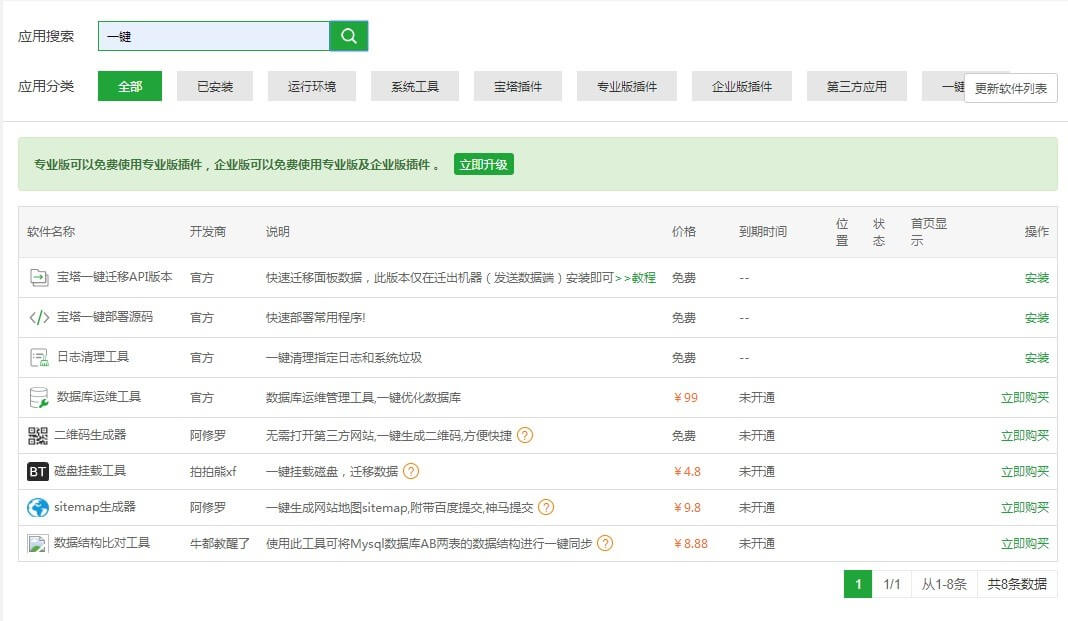 应用搜索 一键
应用分类 全部 已安装 运行环境 系统工具 宝塔插件 专业版插件 企业版插件 第三方应用 一键 更新软件列表
专业版可以免费使用专业版插件，企业版可以免费使用专业版及企业版插件 。 立即升级
软件名称 开发商 说明 价格 到期时间 位置 状态 首页显示 操作
宝塔一键迁移API版本 官方 快速迁移面板数据，此版本仅在迁出机器（发送数据端）安装即可>>教程 免费 -- 安装
宝塔一键部署源码 官方 快速部署常用程序! 免费 -- 安装
日志清理工具 官方 一键清理指定日志和系统垃圾 免费 -- 安装
数据库运维工具 官方 数据库运维管理工具,一键优化数据库 ￥99 未开通 立即购买
二维码生成器 阿修罗 无需打开第三方网站,一键生成二维码,方便快捷 ? 免费 未开通 立即购买
BT 磁盘挂载工具 拍拍熊xf 一键挂载磁盘，迁移数据 ? ￥4.8 未开通 立即购买
sitemap生成器 阿修罗 一键生成网站地图sitemap,附带百度提交,神马提交 ? ￥9.8 未开通 立即购买
数据结构比对工具 牛都教醒了 使用此工具可将Mysql数据库AB两表的数据结构进行一键同步 ? ￥8.88 未开通 立即购买
1 1/1 从1-8条 共8条数据